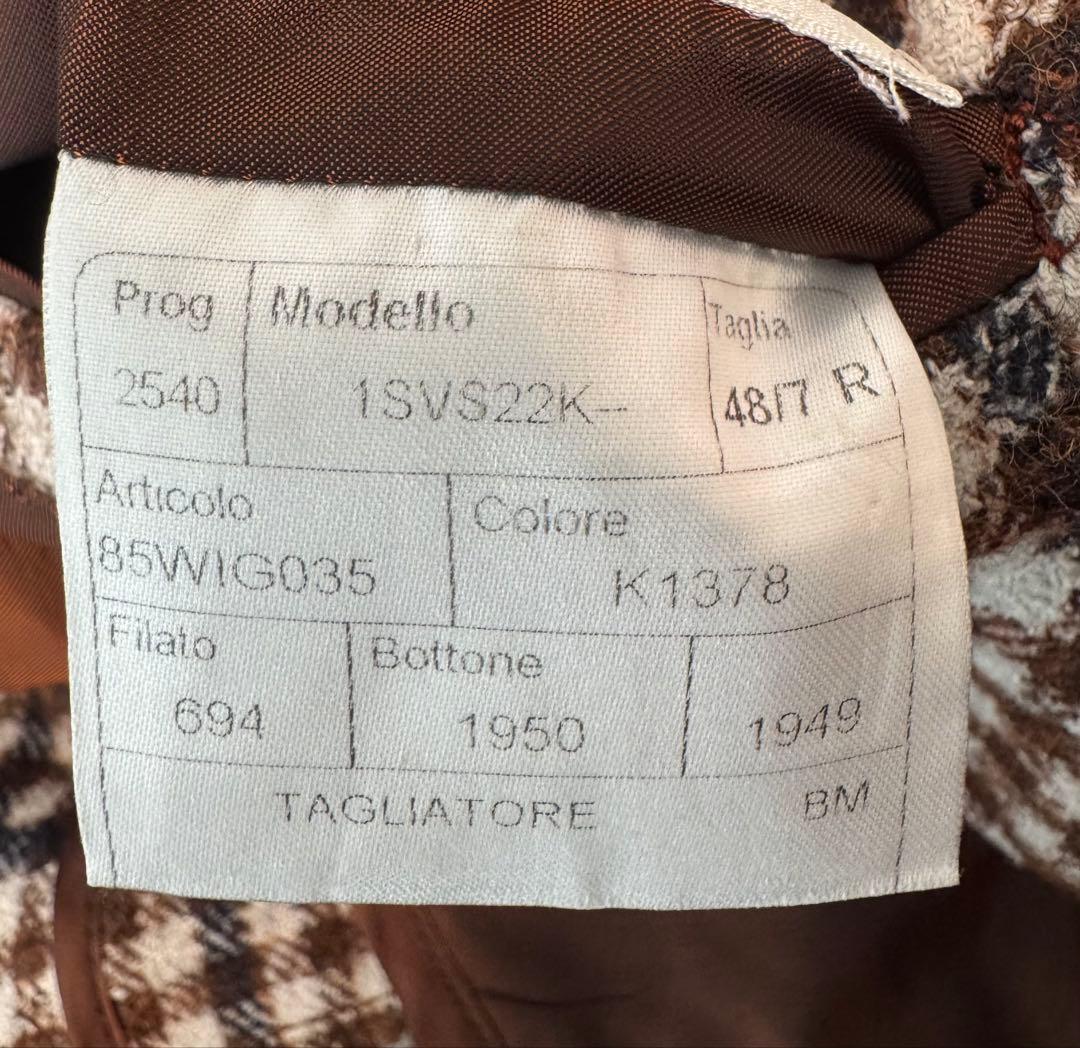 Prog Modello Taglia
2540 1SVS22K- 48/7 R
Articolo Colore
85WIG035 K1378
Filato Bottone
694 1950 1949
TAGLIATORE BM